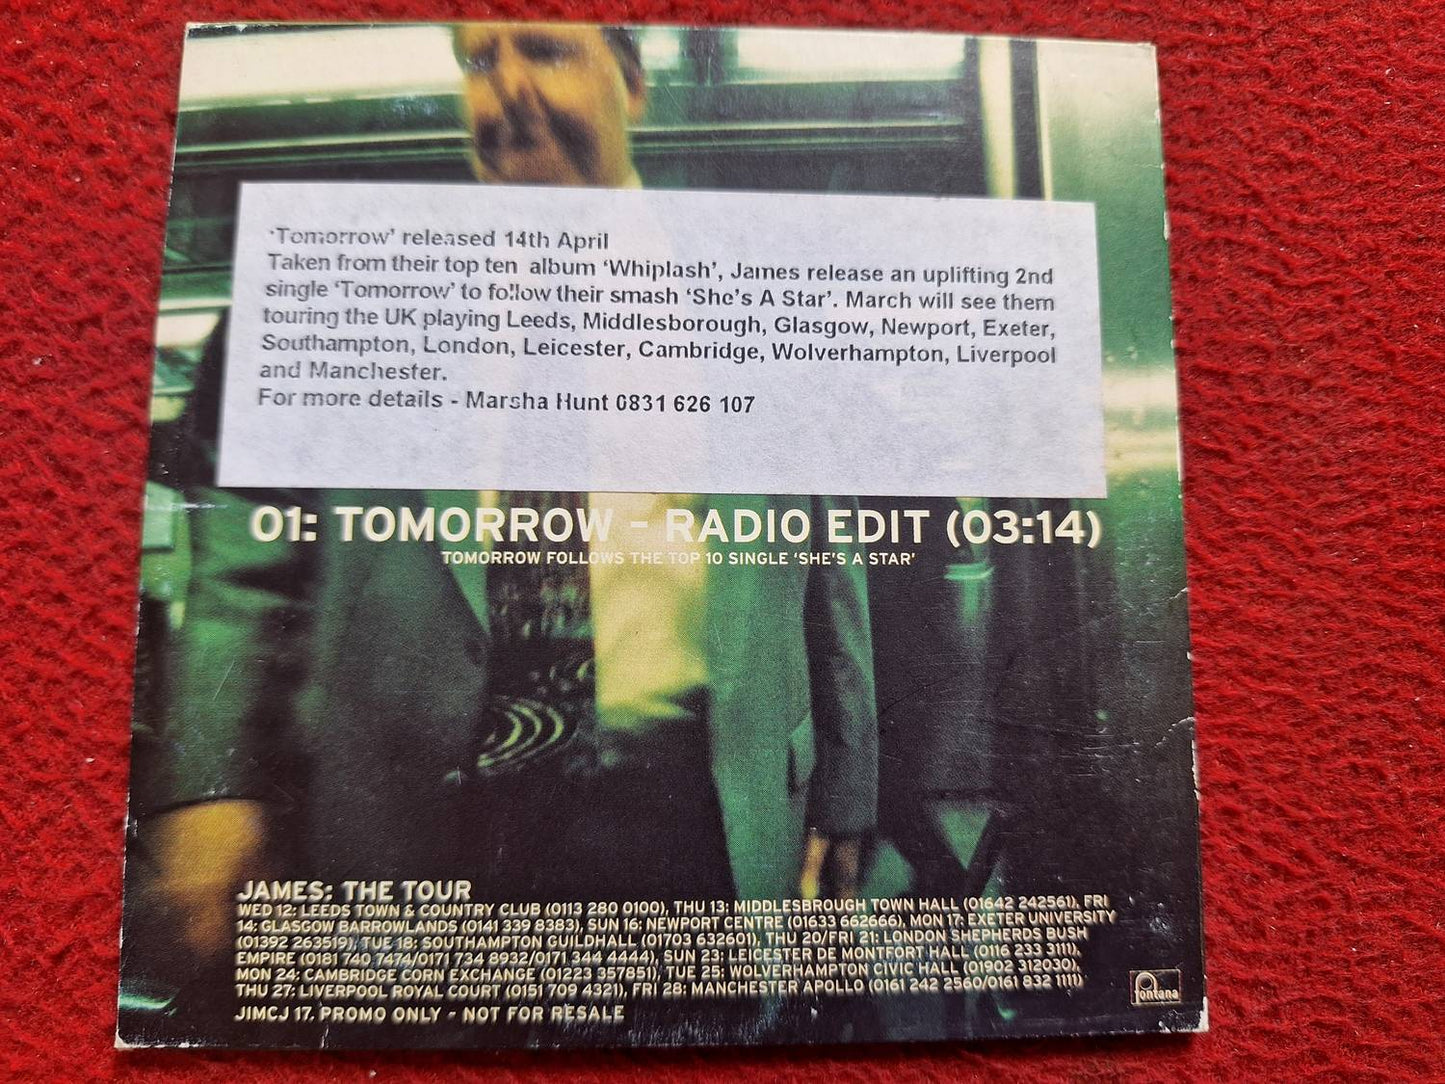 ‘Tomorrow’ released 14th April
Taken from their top ten album ‘Whiplash’, James release an uplifting 2nd
single ‘Tomorrow’ to follow their smash ‘She’s A Star’. March will see them
touring the UK playing Leeds, Middlesborough, Glasgow, Newport, Exeter,
Southampton, London, Leicester, Cambridge, Wolverhampton, Liverpool
and Manchester.
For more details - Marsha Hunt 0831 626 107
01: TOMORROW - RADIO EDIT (03:14)
TOMORROW FOLLOWS THE TOP 10 SINGLE ‘SHE’S A STAR’
JAMES: THE TOUR
WED 12: LEEDS TOWN & COUNTRY CLUB (0113 280 0100), THU 13: MIDDLESBROUGH TOWN HALL (01642 242561), FRI
14: GLASGOW BARROWLANDS (0141 339 8383), SUN 16: NEWPORT CENTRE (01633 662666), MON 17: EXETER UNIVERSITY
(01392 263519), TUE 18: SOUTHAMPTON GUILDHALL (01703 632601), THU 20/FRI 21: LONDON SHEPHERDS BUSH
EMPIRE (0181 740 7474/0171 734 8932/0171 344 4444), SUN 23: LEICESTER DE MONTFORT HALL (0116 233 3111),
MON 24: CAMBRIDGE CORN EXCHANGE (01223 357851), TUE 25: WOLVERHAMPTON CIVIC HALL (01902 312030),
THU 27: LIVERPOOL ROYAL COURT (0151 709 4321), FRI 28: MANCHESTER APOLLO (0161 242 2560/0161 832 1111)
JIMCJ 17. PROMO ONLY - NOT FOR RESALE
fontana